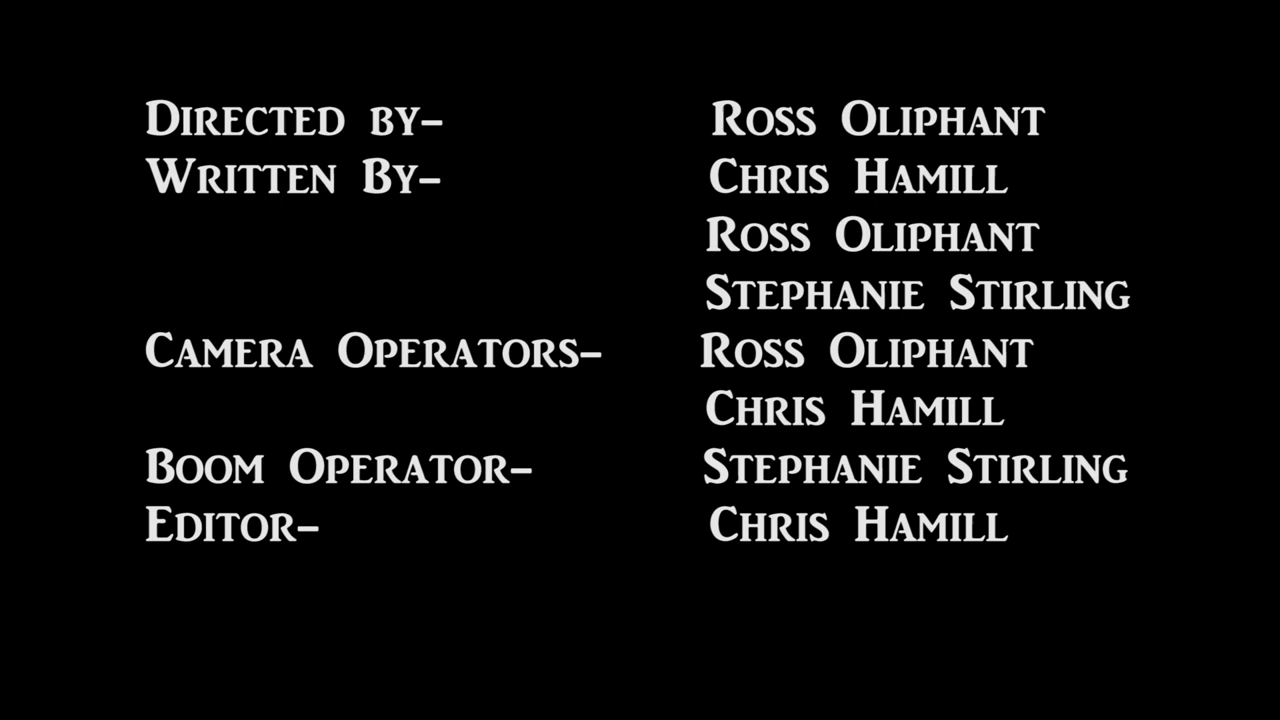 Directed by- Ross Oliphant
Written By- Chris Hamill
Ross Oliphant
Stephanie Stirling
Camera Operators- Ross Oliphant
Chris Hamill
Boom Operator- Stephanie Stirling
Editor- Chris Hamill